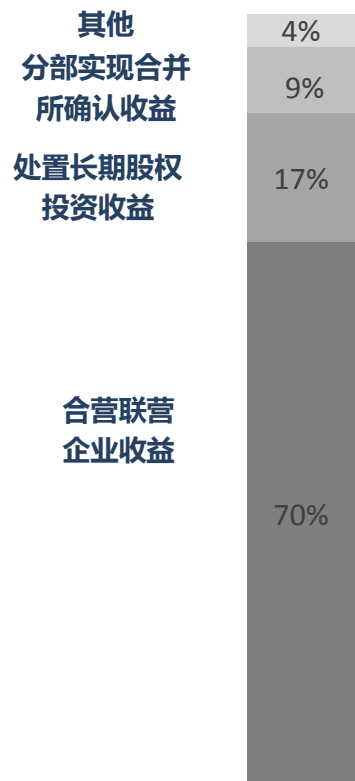 其他
4%
分部实现合并
所确认收益
9%
处置长期股权
投资收益
17%
合营联营
企业收益
70%